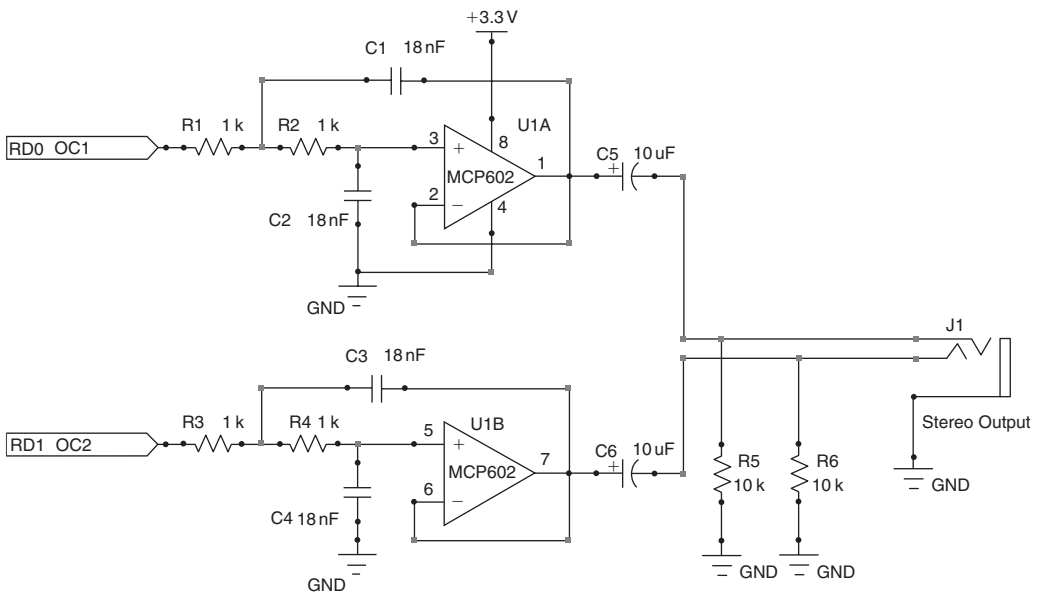 +3.3 V
C1 18 nF
R1 1 k
R2 1 k
U1A
RD0 OC1
3
+
8
MCP602
1
2
−
4
C2 18 nF
C5 10 uF
+
GND
J1
C3 18 nF
R3 1 k
R4 1 k
U1B
RD1 OC2
5
+
MCP602
7
6
−
C4 18 nF
C6 10 uF
+
GND
R5
10 k
R6
10 k
Stereo Output
GND
GND
GND